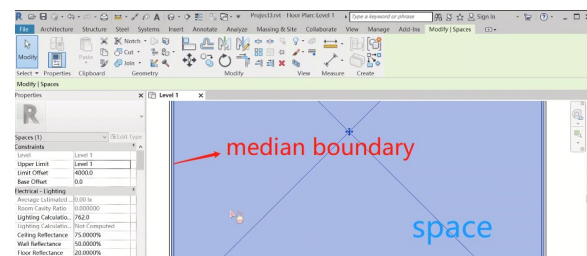 Project3.rvt - Floor Plan: Level 1
Type a keyword or phrase
Sign in
File Architecture Structure Steel Systems Insert Annotate Analyze Massing & Site Collaborate View Manage Add-Ins Modify | Spaces
Modify
Paste
Notch
Cut
Join
Select Properties Clipboard Geometry Modify View Measure Create
Modify | Spaces
Properties X Level 1 X
Spaces (1) Edit Type
Constraints
Level Level 1
Upper Limit Level 1
Limit Offset 4000.0
Base Offset 0.0
Electrical - Lighting
Average Estimated ... 0.00 lx
Room Cavity Ratio 0.000000
Lighting Calculatio... 762.0
Lighting Calculatio... Not Computed
Ceiling Reflectance 75.0000%
Wall Reflectance 50.0000%
Floor Reflectance 20.0000%
median boundary
space